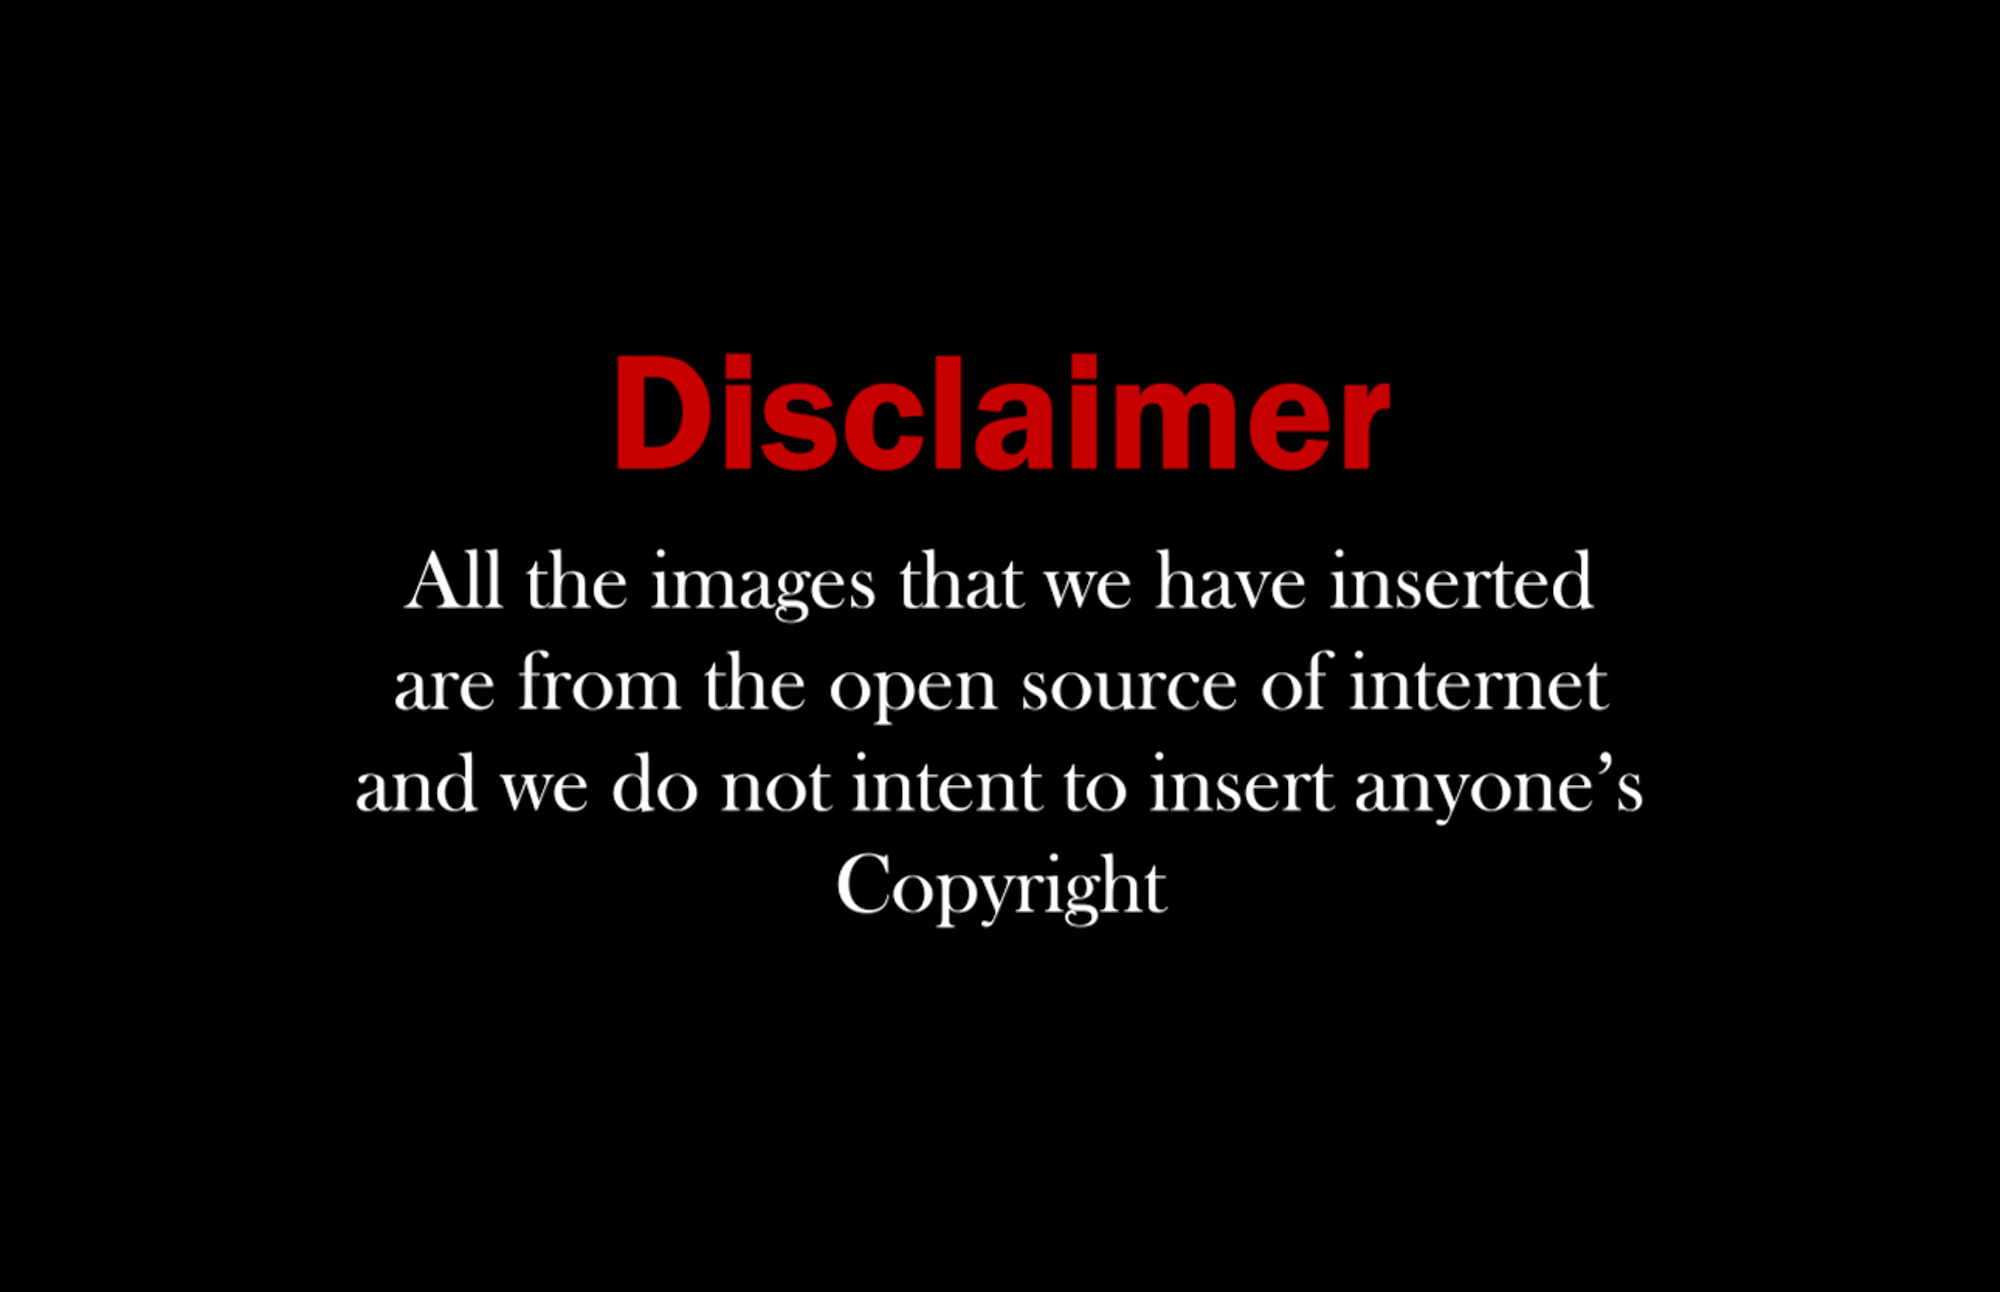 Disclaimer
All the images that we have inserted
are from the open source of internet
and we do not intent to insert anyone’s
Copyright